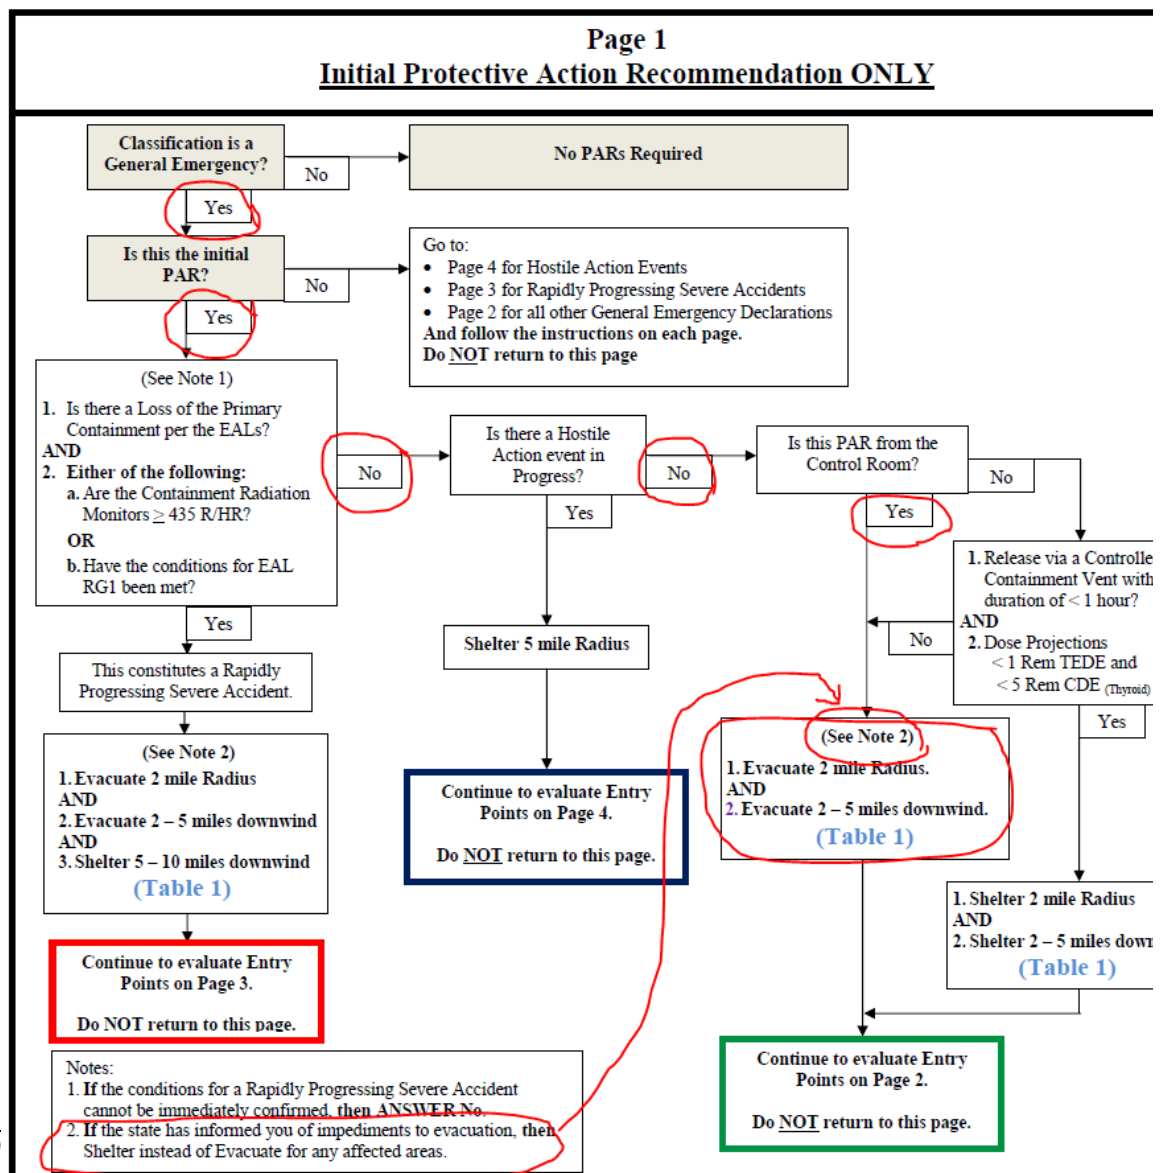 Page 1
Initial Protective Action Recommendation ONLY
Classification is a
General Emergency?
No
No PARs Required
Yes
Is this the initial
PAR?
No
Go to:
• Page 4 for Hostile Action Events
• Page 3 for Rapidly Progressing Severe Accidents
• Page 2 for all other General Emergency Declarations
And follow the instructions on each page.
Do NOT return to this page
Yes
(See Note 1)
1. Is there a Loss of the Primary
Containment per the EALs?
AND
2. Either of the following:
a. Are the Containment Radiation
Monitors ≥ 435 R/HR?
OR
b. Have the conditions for EAL
RG1 been met?
No
Is there a Hostile
Action event in
Progress?
No
Is this PAR from the
Control Room?
No
Yes
Yes
1. Release via a Controlle
Containment Vent with
duration of < 1 hour?
AND
2. Dose Projections
< 1 Rem TEDE and
< 5 Rem CDE (Thyroid)
No
Yes
Yes
This constitutes a Rapidly
Progressing Severe Accident.
Shelter 5 mile Radius
(See Note 2)
1. Evacuate 2 mile Radius
AND
2. Evacuate 2 – 5 miles downwind
AND
3. Shelter 5 – 10 miles downwind
(Table 1)
Continue to evaluate Entry
Points on Page 4.
Do NOT return to this page.
(See Note 2)
1. Evacuate 2 mile Radius.
AND
2. Evacuate 2 – 5 miles downwind.
(Table 1)
1. Shelter 2 mile Radius
AND
2. Shelter 2 – 5 miles down
(Table 1)
Continue to evaluate Entry
Points on Page 3.
Do NOT return to this page.
Continue to evaluate Entry
Points on Page 2.
Do NOT return to this page.
Notes:
1. If the conditions for a Rapidly Progressing Severe Accident
cannot be immediately confirmed, then ANSWER No.
2. If the state has informed you of impediments to evacuation, then
Shelter instead of Evacuate for any affected areas.